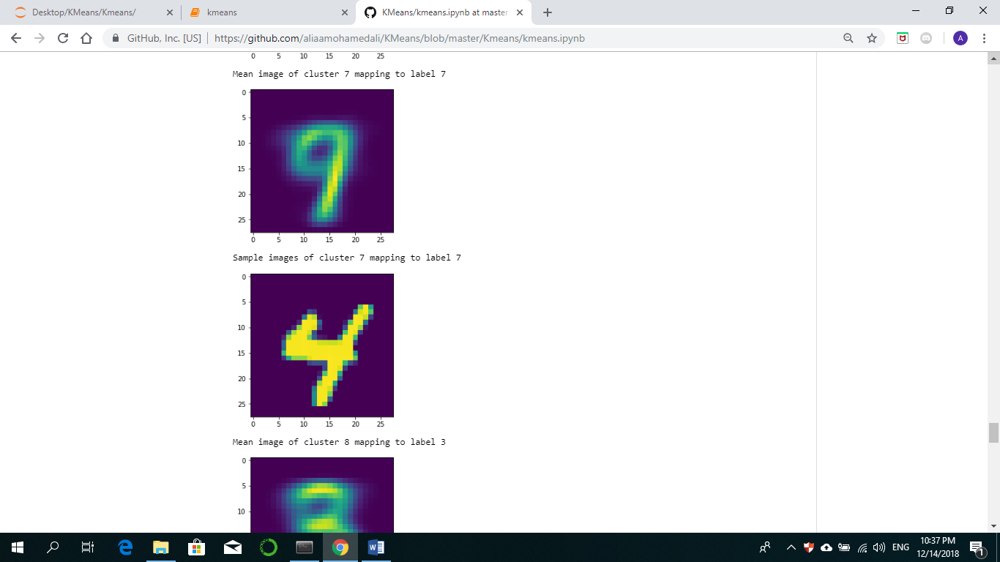 Desktop/KMeans/Kmeans/
kmeans
KMeans/kmeans.ipynb at master
GitHub, Inc. [US]
https://github.com/aliaamohamedali/KMeans/blob/master/Kmeans/kmeans.ipynb
A
0 5 10 15 20 25
Mean image of cluster 7 mapping to label 7
0
5
10
15
20
25
0 5 10 15 20 25
Sample images of cluster 7 mapping to label 7
0
5
10
15
20
25
0 5 10 15 20 25
Mean image of cluster 8 mapping to label 3
0
5
10
ENG
10:37 PM
12/14/2018
1